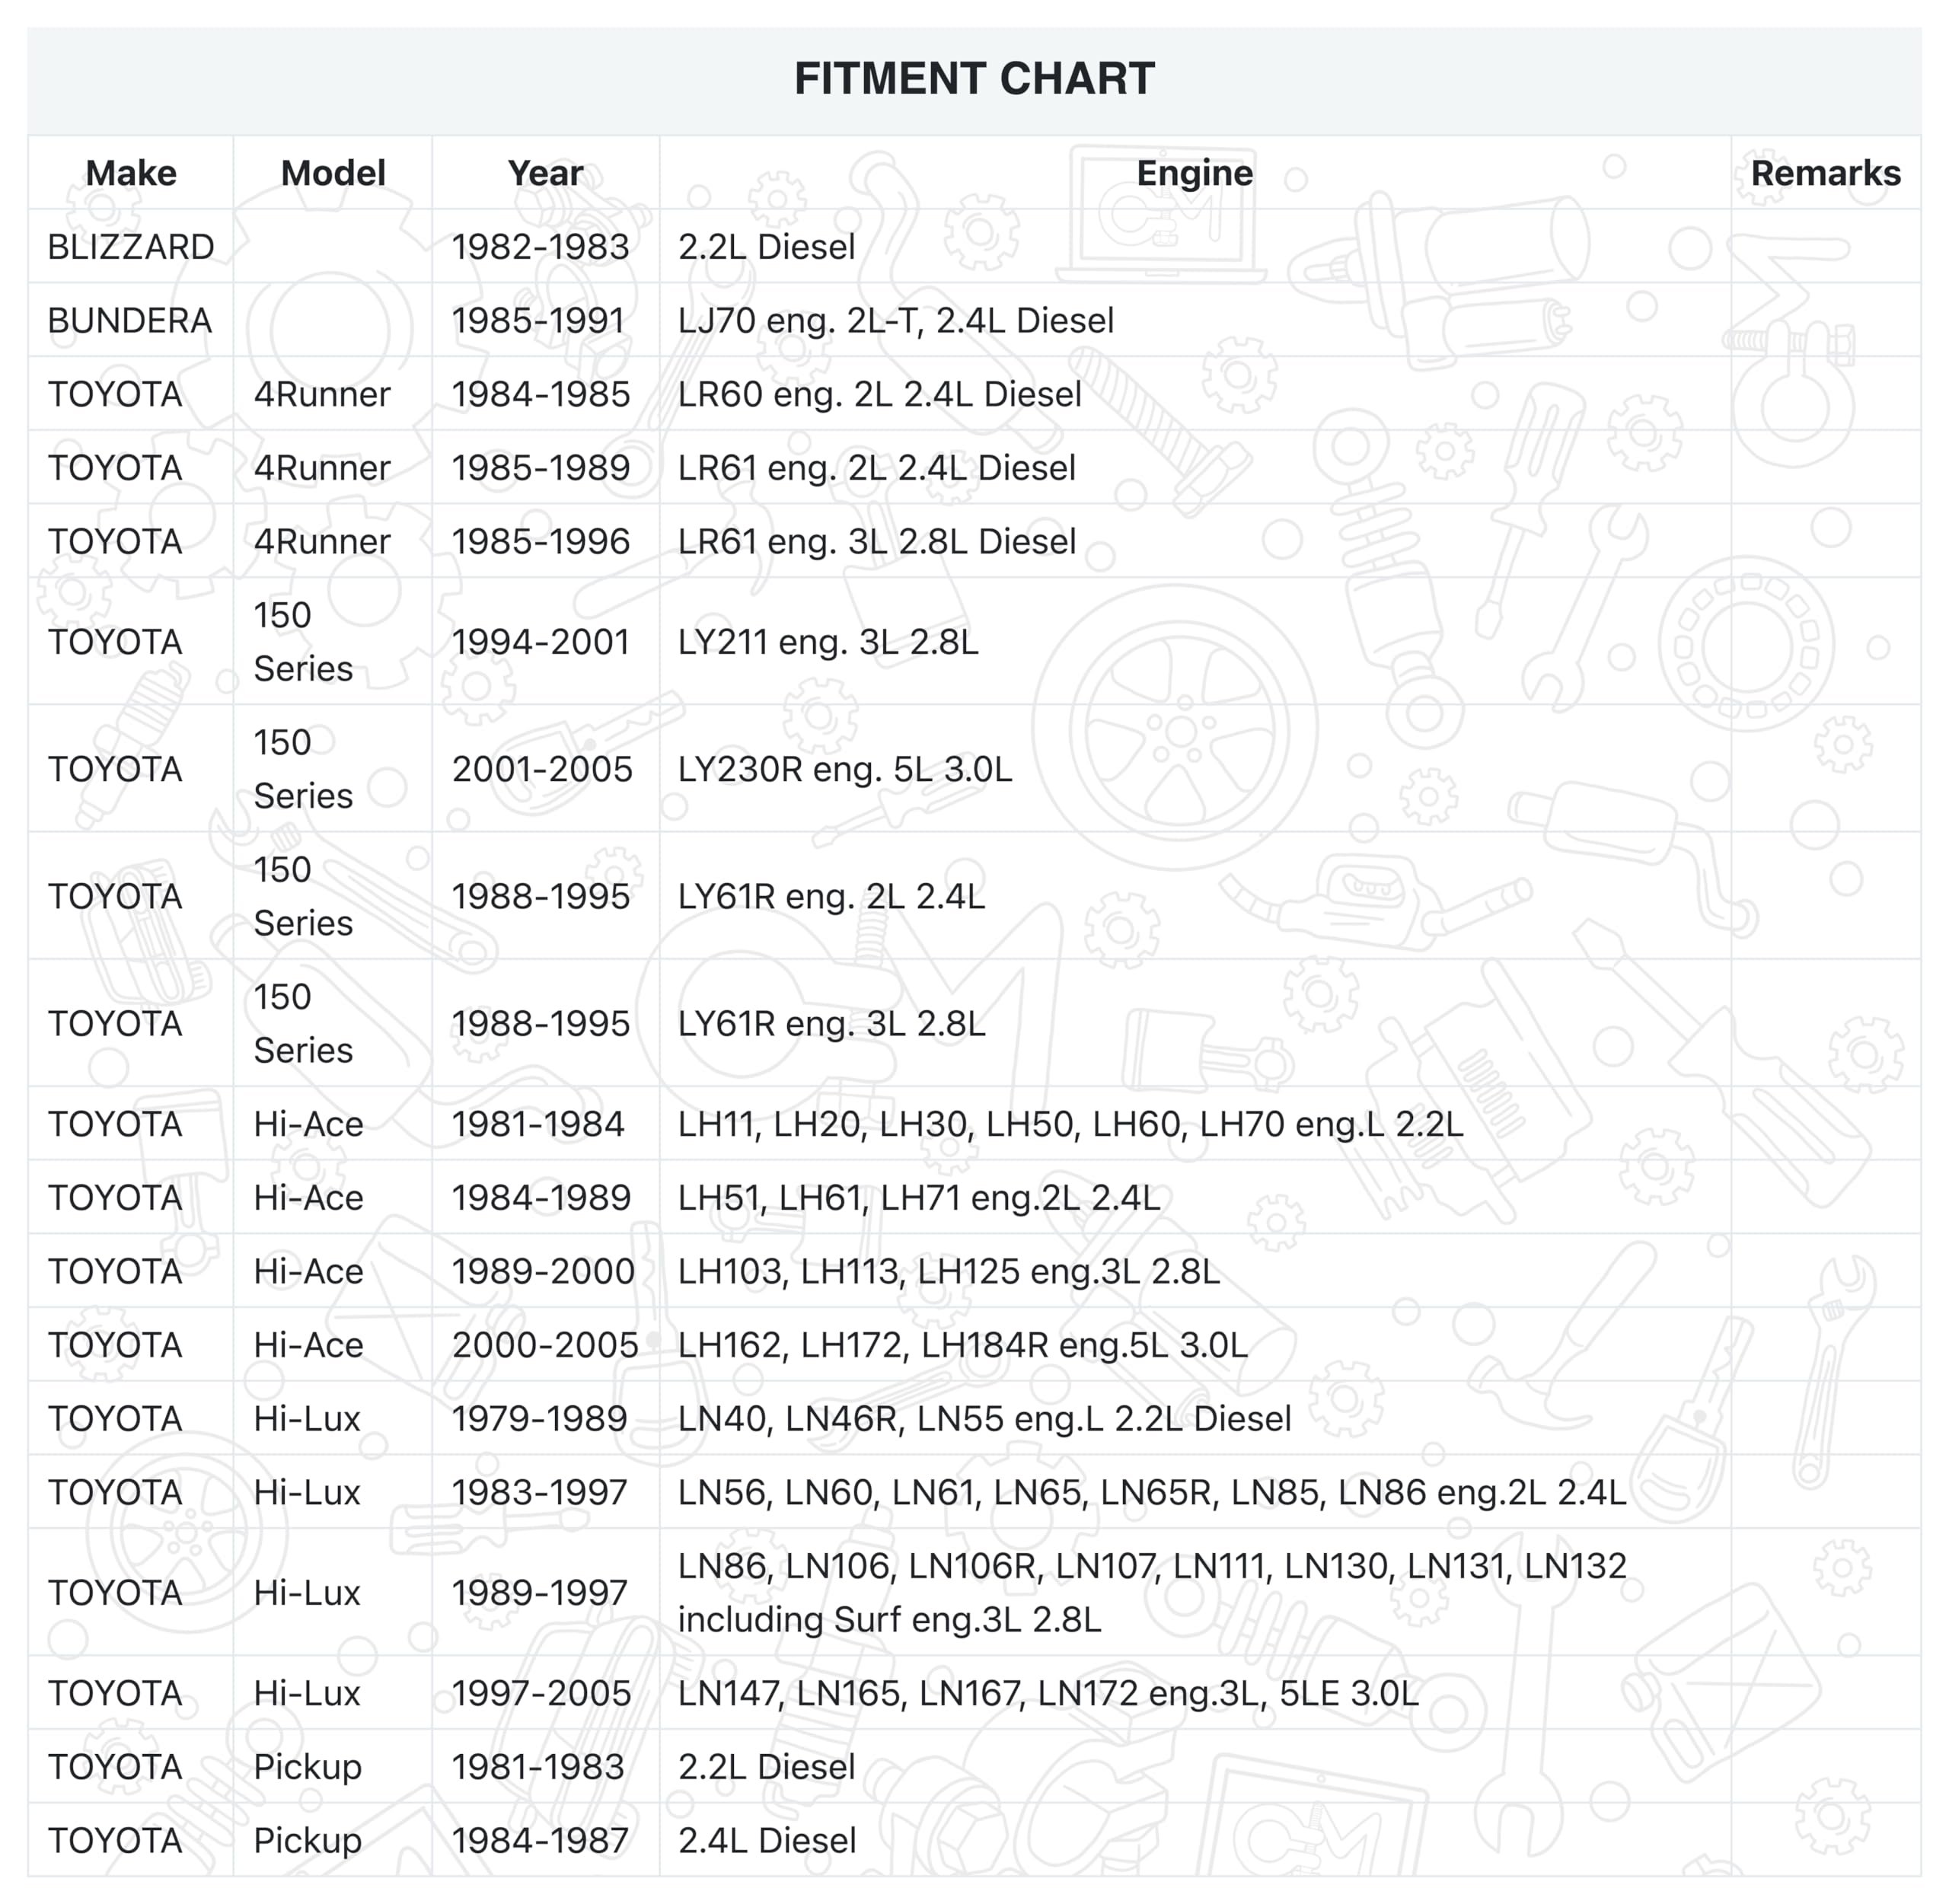 FITMENT CHART
Make Model Year Engine Remarks
BLIZZARD 1982-1983 2.2L Diesel
BUNDERA 1985-1991 LJ70 eng. 2L-T, 2.4L Diesel
TOYOTA 4Runner 1984-1985 LR60 eng. 2L 2.4L Diesel
TOYOTA 4Runner 1985-1989 LR61 eng. 2L 2.4L Diesel
TOYOTA 4Runner 1985-1996 LR61 eng. 3L 2.8L Diesel
TOYOTA 150 Series 1994-2001 LY211 eng. 3L 2.8L
TOYOTA 150 Series 2001-2005 LY230R eng. 5L 3.0L
TOYOTA 150 Series 1988-1995 LY61R eng. 2L 2.4L
TOYOTA 150 Series 1988-1995 LY61R eng. 3L 2.8L
TOYOTA Hi-Ace 1981-1984 LH11, LH20, LH30, LH50, LH60, LH70 eng.L 2.2L
TOYOTA Hi-Ace 1984-1989 LH51, LH61, LH71 eng.2L 2.4L
TOYOTA Hi-Ace 1989-2000 LH103, LH113, LH125 eng.3L 2.8L
TOYOTA Hi-Ace 2000-2005 LH162, LH172, LH184R eng.5L 3.0L
TOYOTA Hi-Lux 1979-1989 LN40, LN46R, LN55 eng.L 2.2L Diesel
TOYOTA Hi-Lux 1983-1997 LN56, LN60, LN61, LN65, LN65R, LN85, LN86 eng.2L 2.4L
TOYOTA Hi-Lux 1989-1997 LN86, LN106, LN106R, LN107, LN111, LN130, LN131, LN132
including Surf eng.3L 2.8L
TOYOTA Hi-Lux 1997-2005 LN147, LN165, LN167, LN172 eng.3L, 5LE 3.0L
TOYOTA Pickup 1981-1983 2.2L Diesel
TOYOTA Pickup 1984-1987 2.4L Diesel